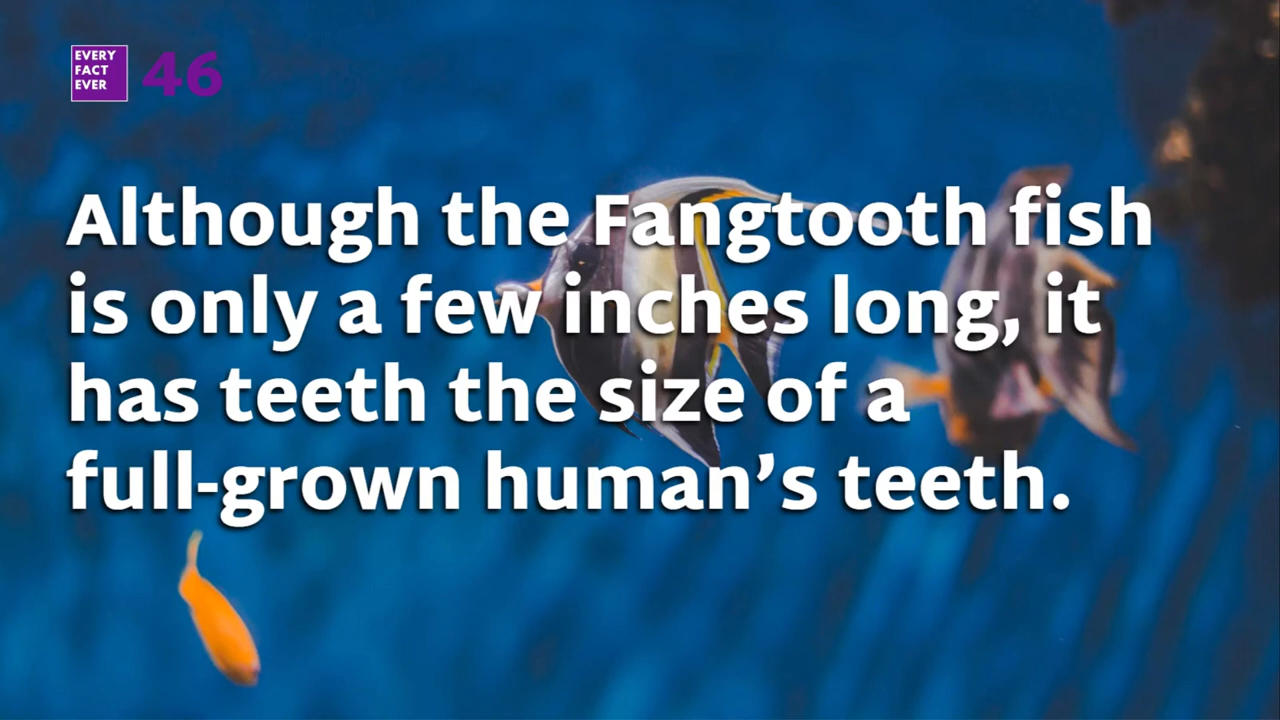 EVERY
FACT
EVER
46
Although the Fangtooth fish
is only a few inches long, it
has teeth the size of a
full-grown human’s teeth.